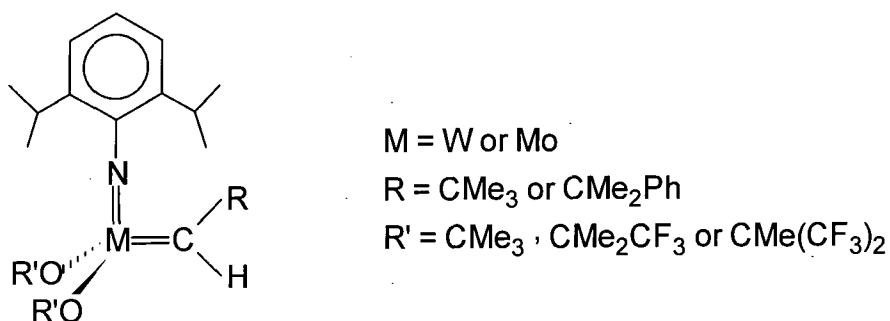 M = W or Mo
R = CMe₃ or CMe₂Ph
R' = CMe₃ , CMe₂CF₃ or CMe(CF₃)₂
N
R
M
C
R'O
H
R'O